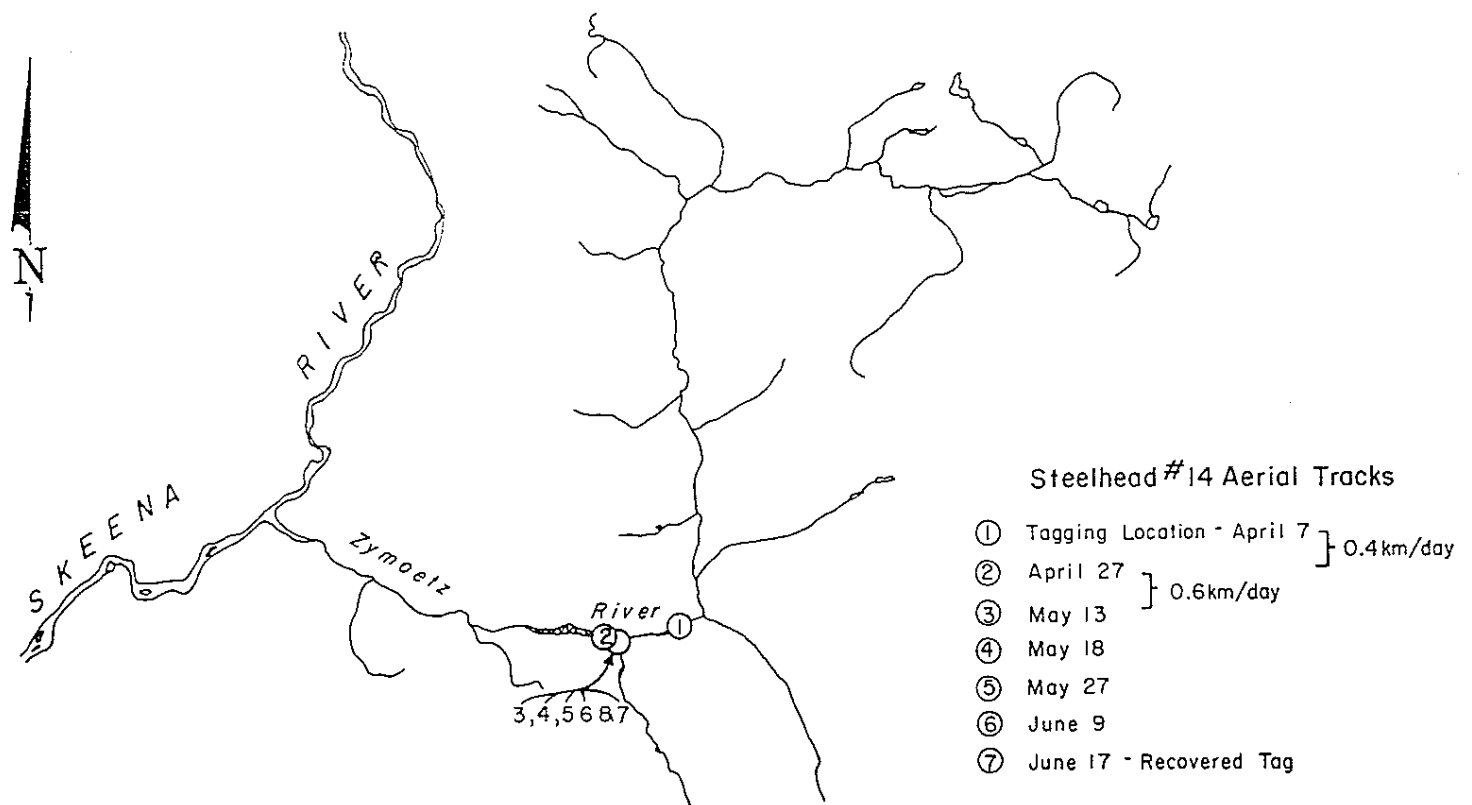 N
SKEENA RIVER
Zymoetz River
1
2
3,4,5 6 &7
Steelhead #14 Aerial Tracks
1 Tagging Location - April 7
0.4km/day
2 April 27
0.6km/day
3 May 13
4 May 18
5 May 27
6 June 9
7 June 17 - Recovered Tag